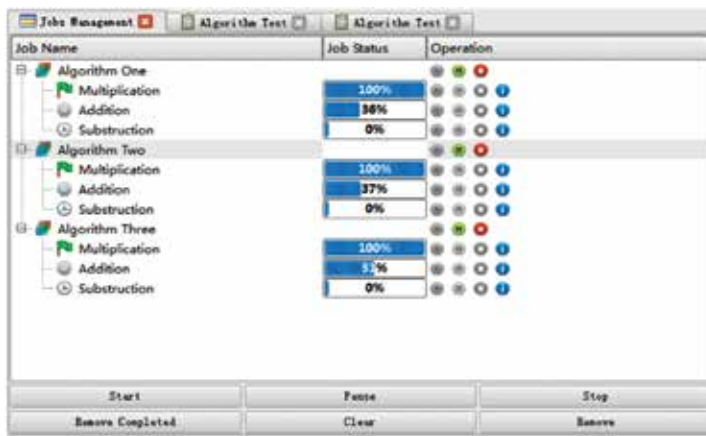 Jobs Management Algorithm Test Algorithm Test
Job Name Job Status Operation
Algorithm One
Multiplication 100%
Addition 36%
Substruction 0%
Algorithm Two
Multiplication 100%
Addition 37%
Substruction 0%
Algorithm Three
Multiplication 100%
Addition %
Substruction 0%
Start Pause Stop
Remove Completed Clear Remove